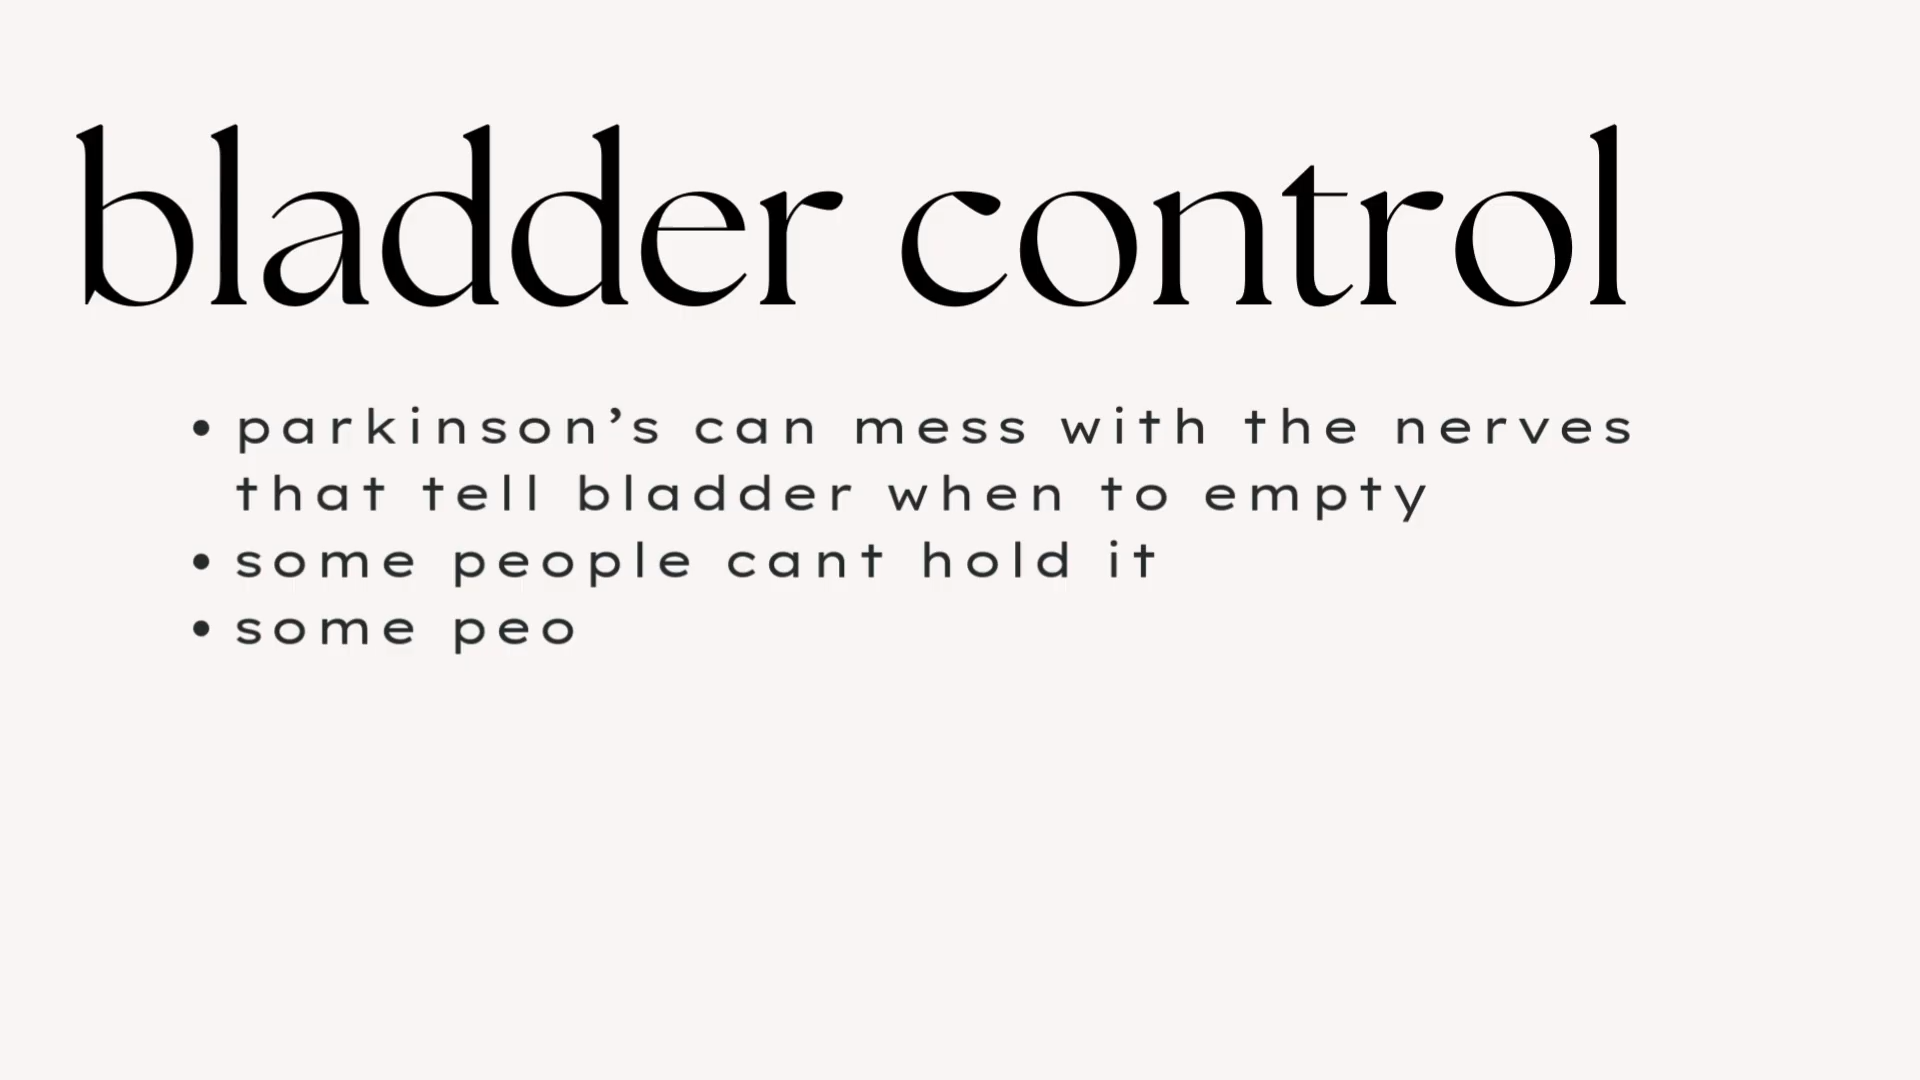 bladder control
• parkinson’s can mess with the nerves
that tell bladder when to empty
• some people cant hold it
• some peo